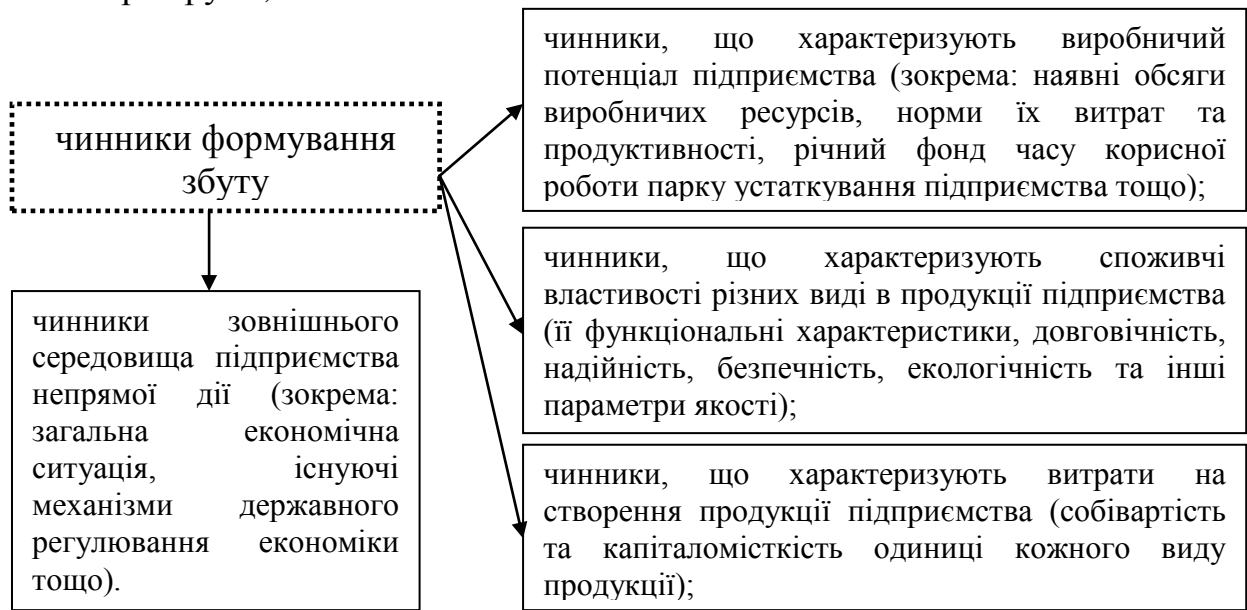 чинники формування
збуту
чинники, що характеризують виробничий
потенціал підприємства (зокрема: наявні обсяги
виробничих ресурсів, норми їх витрат та
продуктивності, річний фонд часу корисної
роботи парку устаткування підприємства тощо);
чинники, що характеризують споживчі
властивості різних виді в продукції підприємства
(її функціональні характеристики, довговічність,
надійність, безпечність, екологічність та інші
параметри якості);
чинники, що характеризують витрати на
створення продукції підприємства (собівартість
та капіталомісткість одиниці кожного виду
продукції);
чинники зовнішнього
середовища підприємства
непрямої дії (зокрема:
загальна економічна
ситуація, існуючі
механізми державного
регулювання економіки
тощо).